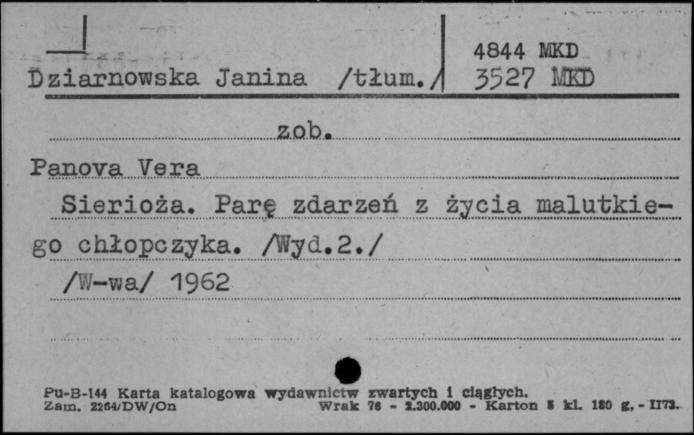 4844 MKD
Dziarnowska Janina /tłum./ 3527 MKD
zob.
Panova Vera
Sierioża. Parę zdarzeń z życia malutkie-
go chłopczyka. /Wyd.2./
/W-wa/ 1962
Pu-B-144 Karta katalogowa wydawnictw zwartych i ciągłych.
Zam. 2264/DW/On Wrak 76 - 2.300.000 - Karton 5 kl. 180 g. - II73.